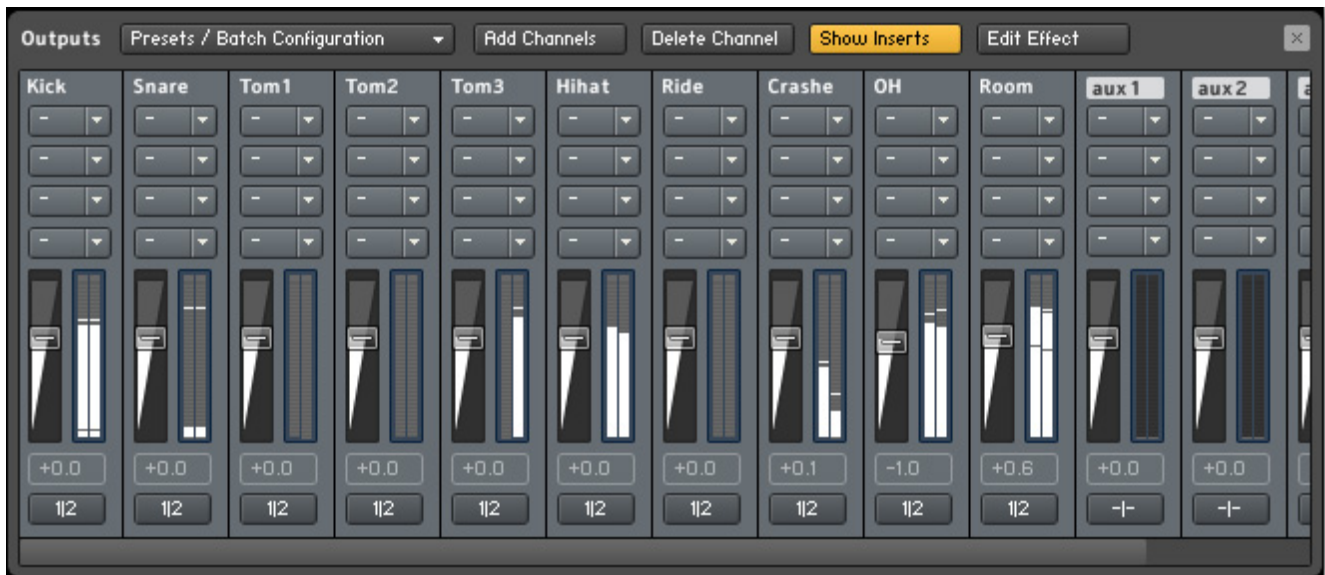 Outputs Presets / Batch Configuration Add Channels Delete Channel Show Inserts Edit Effect
Kick Snare Tom1 Tom2 Tom3 Hihat Ride Crashe OH Room aux1 aux2
- - - - - - - - - - - -
- - - - - - - - - - - -
- - - - - - - - - - - -
- - - - - - - - - - - -
+0.0 +0.0 +0.0 +0.0 +0.0 +0.0 +0.0 +0.1 -1.0 +0.6 +0.0 +0.0
1|2 1|2 1|2 1|2 1|2 1|2 1|2 1|2 1|2 1|2 -|- -|-